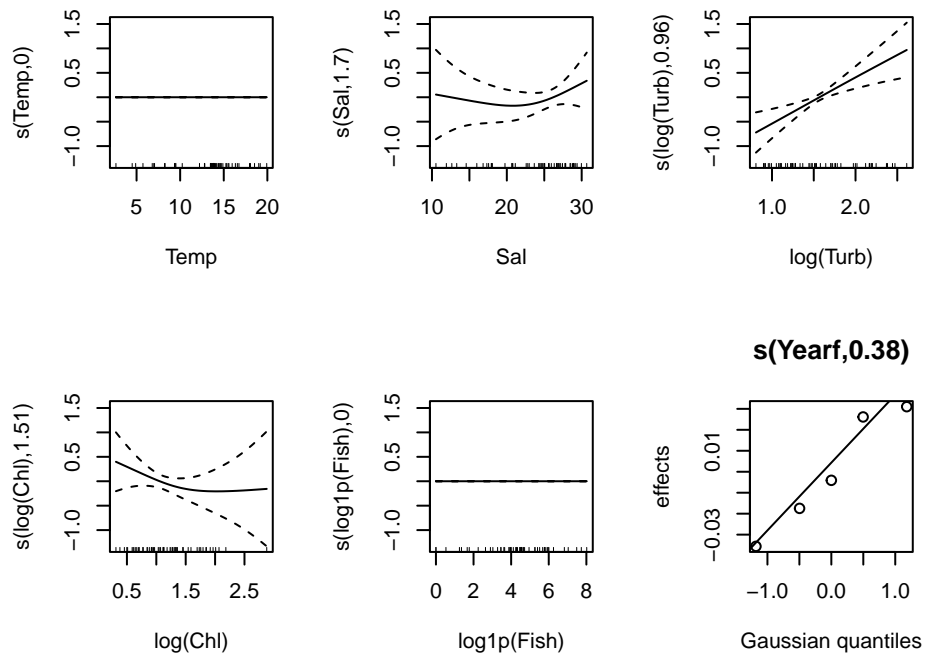 s(Temp,0)
−1.0 0.5 1.5
5 10 15 20
Temp
s(Sal,1.7)
−1.0 0.5 1.5
10 20 30
Sal
s(log(Turb),0.96)
−1.0 0.5 1.5
1.0 2.0
log(Turb)
s(log(Chl),1.51)
−1.0 0.5 1.5
0.5 1.5 2.5
log(Chl)
s(log1p(Fish),0)
−1.0 0.5 1.5
0 2 4 6 8
log1p(Fish)
s(Yearf,0.38)
effects
−0.03 0.01
−1.0 0.0 1.0
Gaussian quantiles